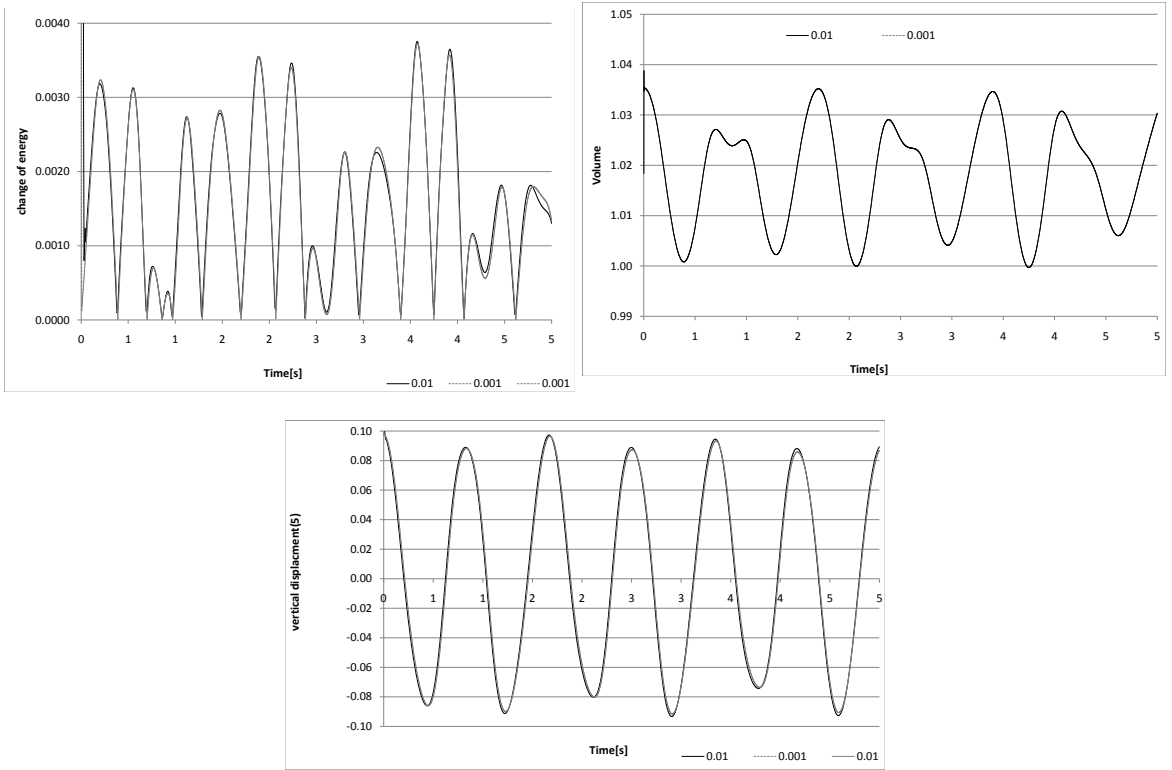 0.0040
0.0030
0.0020
0.0010
0.0000
change of energy
0 1 1 2 2 3 3 4 4 5 5
Time[s]
0.01 0.001 0.001
1.05
1.04
1.03
1.02
1.01
1.00
0.99
Volume
0.01 0.001
0 1 1 2 2 3 3 4 4 5 5
Time[s]
0.10
0.08
0.06
0.04
0.02
0.00
-0.02
-0.04
-0.06
-0.08
-0.10
vertical displacment(5)
0 1 1 2 2 3 3 4 4 5 5
Time[s]
0.01 0.001 0.01